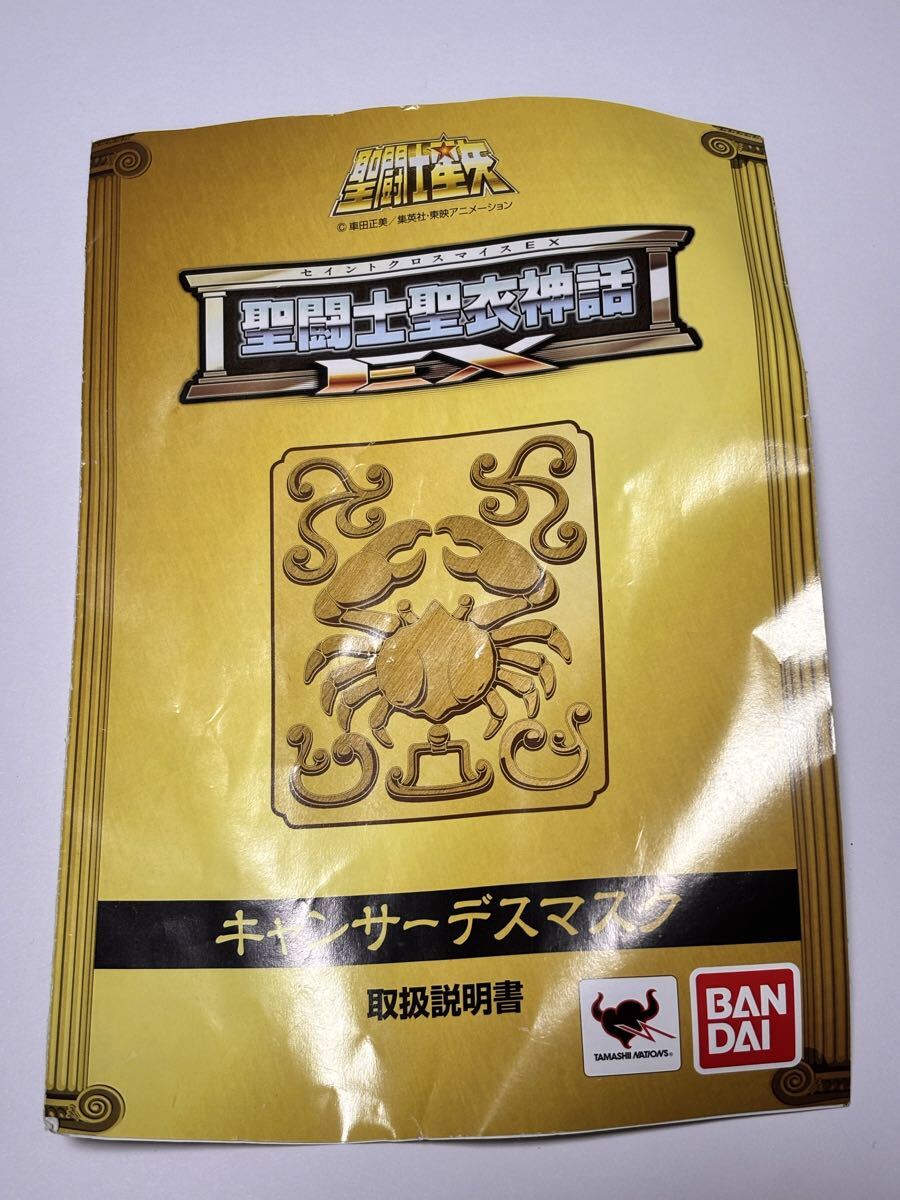 聖闘士星矢
©車田正美／集英社・東映アニメーション
セイントクロスマイスEX
聖闘士聖衣神話
EX
キャンサーデスマスク
取扱説明書
TAMASHII NATIONS®
BAN
DAI